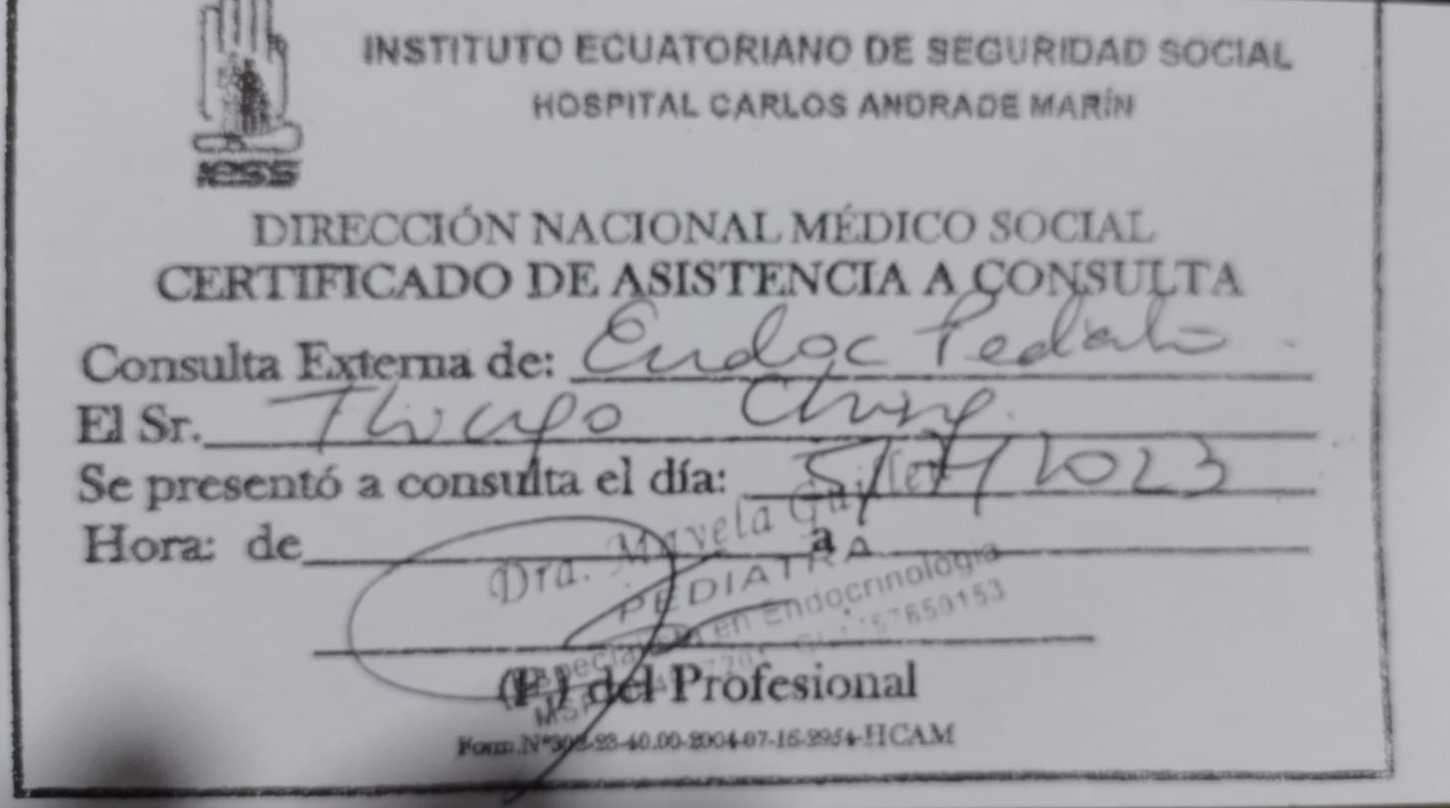 INSTITUTO ECUATORIANO DE SEGURIDAD SOCIAL
HOSPITAL CARLOS ANDRADE MARÍN
IESS
DIRECCIÓN NACIONAL MÉDICO SOCIAL
CERTIFICADO DE ASISTENCIA A CONSULTA
Consulta Externa de: Endoc
El Sr.
Se presentó a consulta el día: 2023
Hora: de a
Dra. Mayela
PEDIATRA
en Endocrinología
MSP
(F.) del Profesional